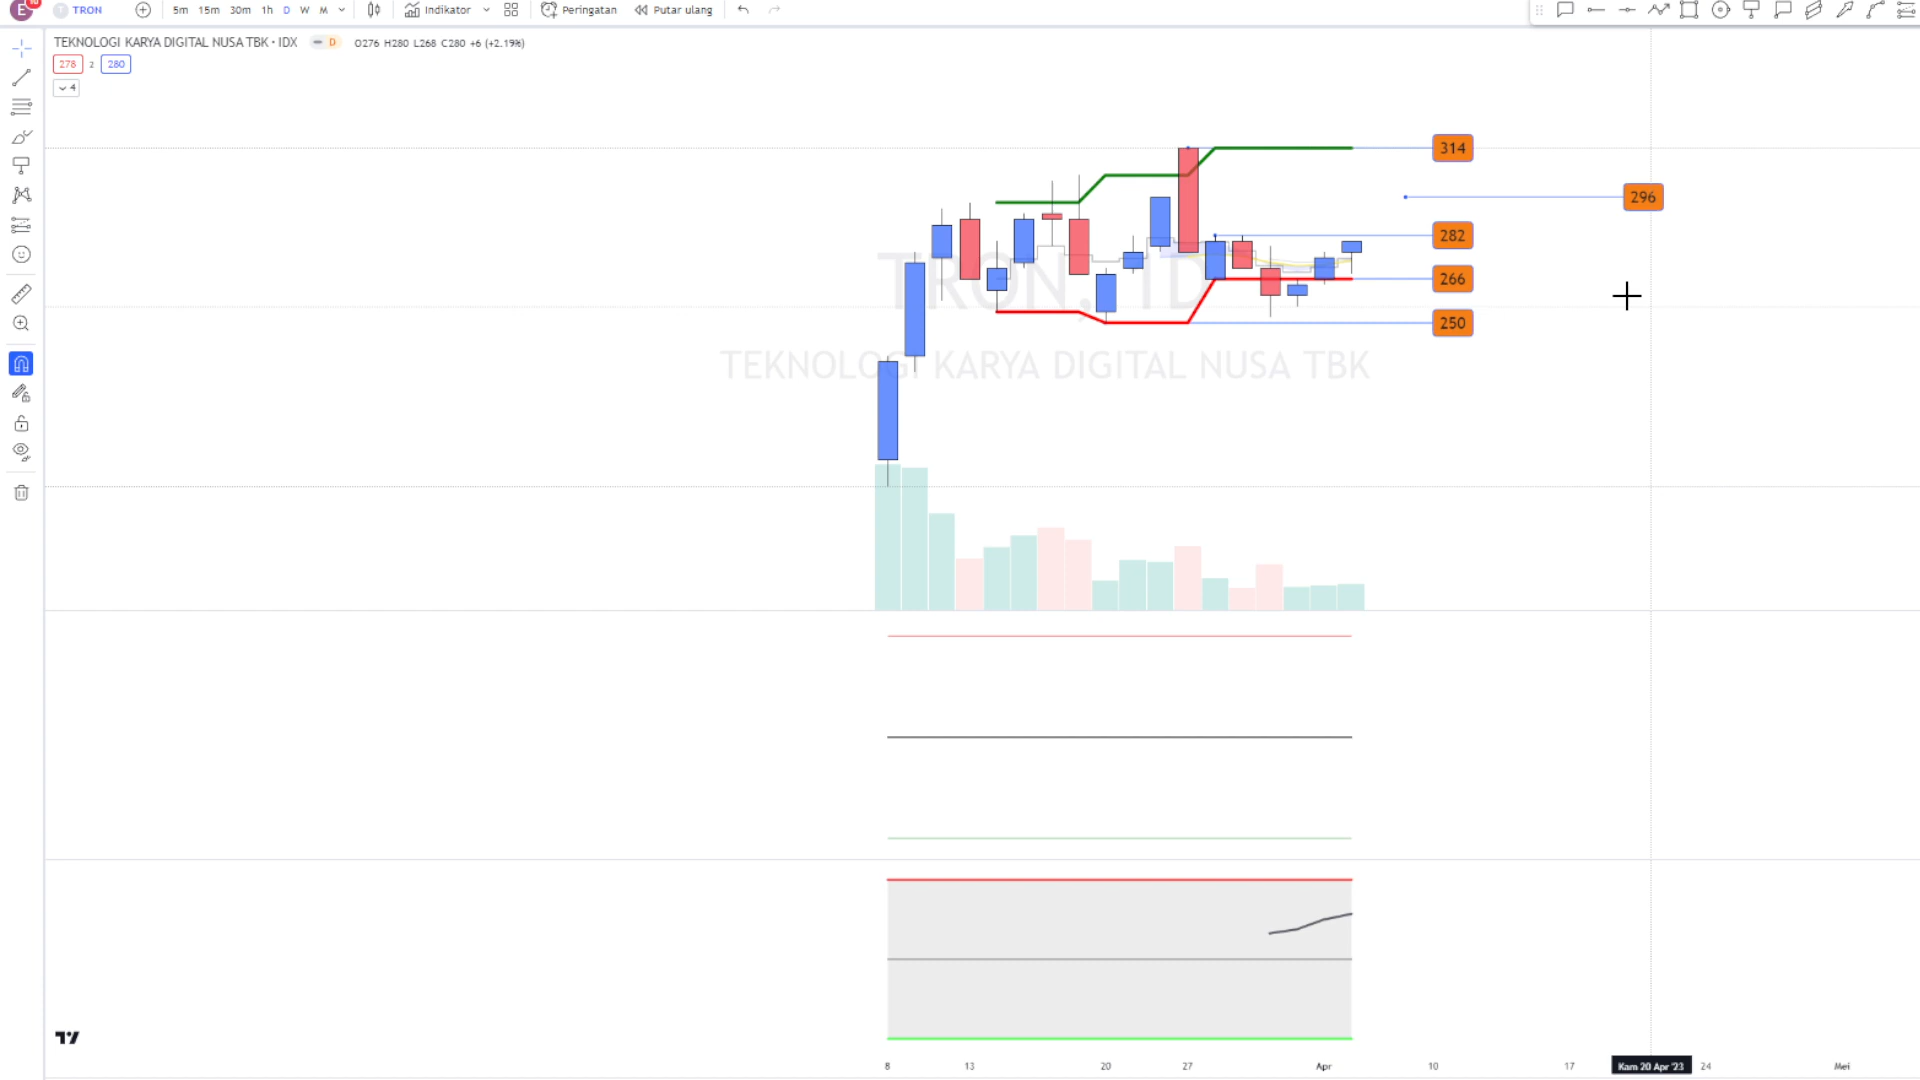 E 10 TRON 5m 15m 30m 1h D W M Indikator Peringatan Putar ulang
TEKNOLOGI KARYA DIGITAL NUSA TBK • IDX D O276 H280 L268 C280 +6 (+2.19%)
278 2 280
4
314
296
282
266
250
TEKNOLOGI KARYA DIGITAL NUSA TBK
8 13 20 27 Apr 10 17 Kam 20 Apr '23 24 Mei